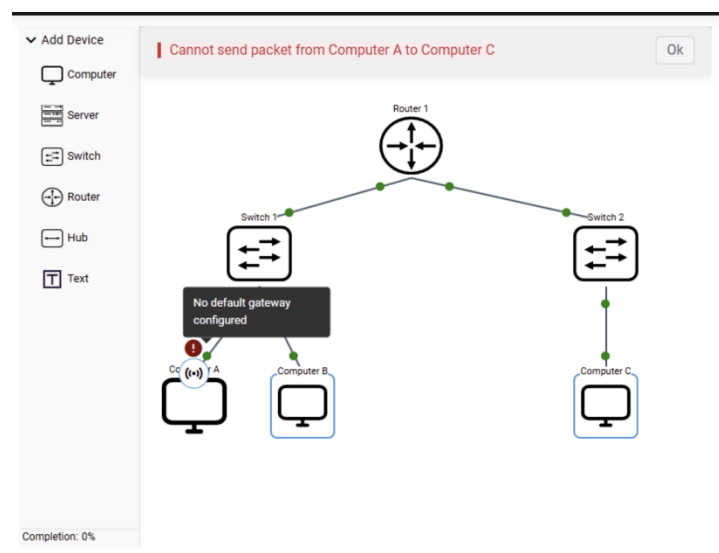 Add Device
Computer
Server
Switch
Router
Hub
Text
Completion: 0%
Cannot send packet from Computer A to Computer C
Ok
Router 1
Switch 1
Switch 2
No default gateway
configured
A
Computer B
Computer C